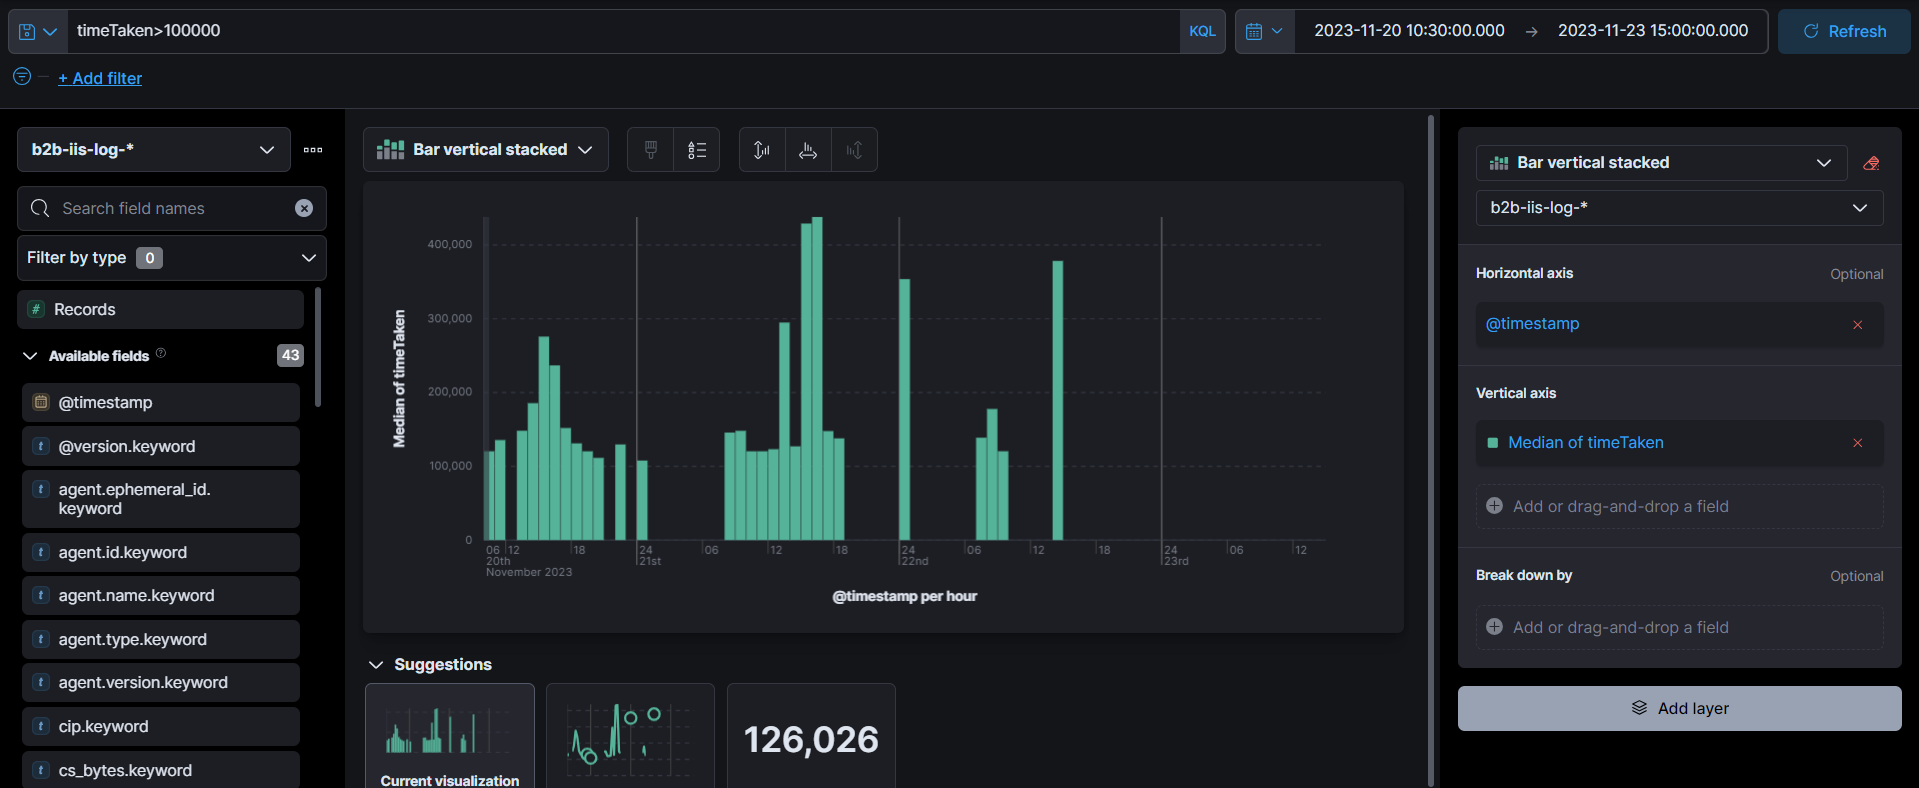 timeTaken>100000
KQL
2023-11-20 10:30:00.000 → 2023-11-23 15:00:00.000
Refresh
+ Add filter
b2b-iis-log-*
Search field names
Filter by type 0
Records
Available fields 43
@timestamp
@version.keyword
agent.ephemeral_id.
keyword
agent.id.keyword
agent.name.keyword
agent.type.keyword
agent.version.keyword
cip.keyword
cs_bytes.keyword
Bar vertical stacked
Median of timeTaken
400,000
300,000
200,000
100,000
0
06 12 18 24 06 12 18 24 06 12 18 24 06 12
20th 21st 22nd 23rd
November 2023
@timestamp per hour
Suggestions
Current visualization
126,026
Bar vertical stacked
b2b-iis-log-*
Horizontal axis Optional
@timestamp
Vertical axis
Median of timeTaken
Add or drag-and-drop a field
Break down by Optional
Add or drag-and-drop a field
Add layer